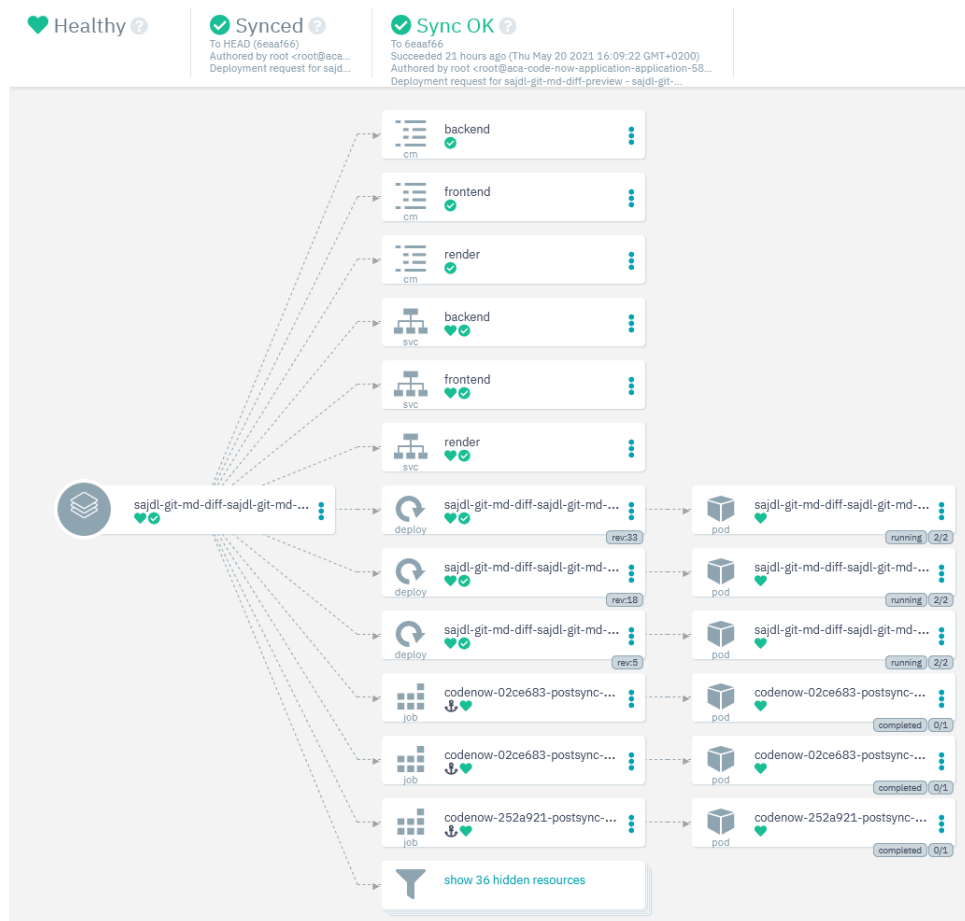 Healthy
Synced
To HEAD (6eaaf66)
Authored by root <root@aca...
Deployment request for sajd...
Sync OK
To 6eaaf66
Succeeded 21 hours ago (Thu May 20 2021 16:09:22 GMT+0200)
Authored by root <root@aca-code-now-application-application-58...
Deployment request for sajdl-git-md-diff-preview - sajdl-git-...
backend
cm
frontend
cm
render
cm
backend
svc
frontend
svc
render
svc
sajdl-git-md-diff-sajdl-git-md-...
sajdl-git-md-diff-sajdl-git-md-...
deploy
rev:33
sajdl-git-md-diff-sajdl-git-md-...
pod
running 2/2
sajdl-git-md-diff-sajdl-git-md-...
deploy
rev:18
sajdl-git-md-diff-sajdl-git-md-...
pod
running 2/2
sajdl-git-md-diff-sajdl-git-md-...
deploy
rev:5
sajdl-git-md-diff-sajdl-git-md-...
pod
running 2/2
codenow-02ce683-postsync-...
job
codenow-02ce683-postsync-...
pod
completed 0/1
codenow-02ce683-postsync-...
job
codenow-02ce683-postsync-...
pod
completed 0/1
codenow-252a921-postsync-...
job
codenow-252a921-postsync-...
pod
completed 0/1
show 36 hidden resources